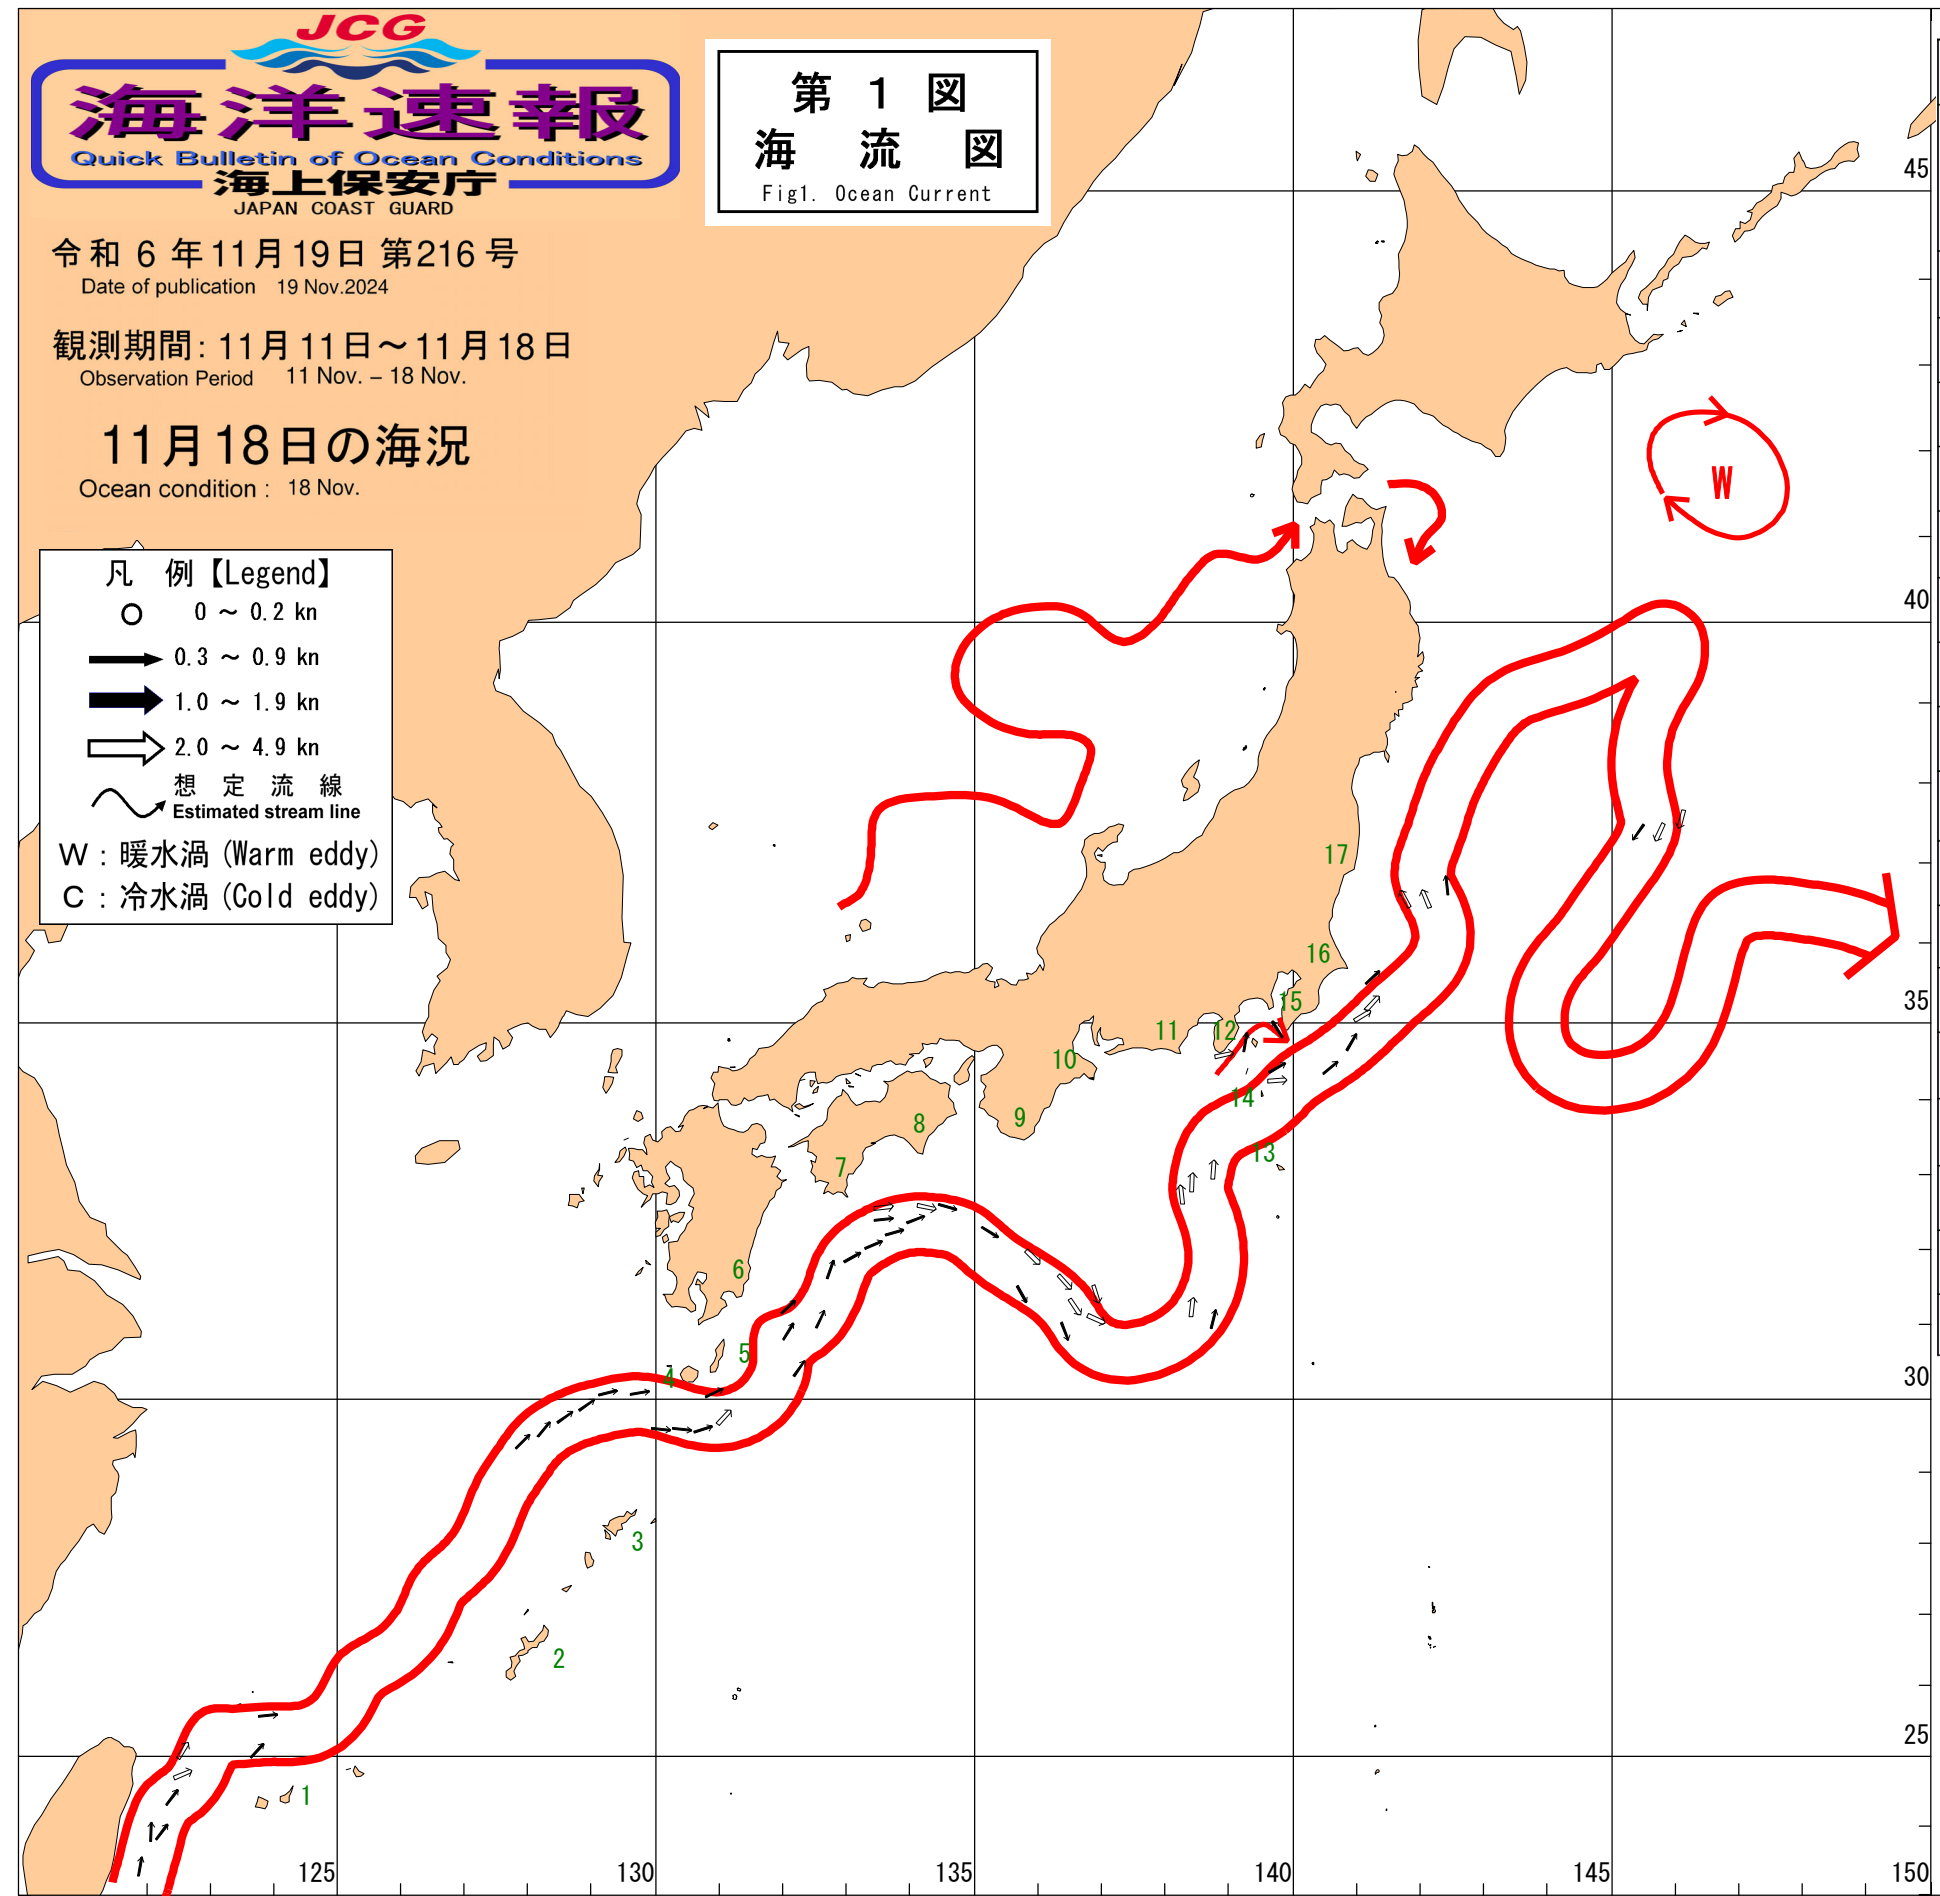 JCG
海洋速報
Quick Bulletin of Ocean Conditions
海上保安庁
JAPAN COAST GUARD
第 1 図
海 流 図
Fig1. Ocean Current
令和 6 年11月19日 第216号
Date of publication 19 Nov.2024
観測期間: 11月11日～11月18日
Observation Period 11 Nov. – 18 Nov.
11月18日の海況
Ocean condition : 18 Nov.
凡 例【Legend】
0 ～ 0.2 kn
0.3 ～ 0.9 kn
1.0 ～ 1.9 kn
2.0 ～ 4.9 kn
想 定 流 線
Estimated stream line
W : 暖水渦 (Warm eddy)
C : 冷水渦 (Cold eddy)
45
W
40
17
16
35
15
12
11
10
14
9
8
13
7
6
5
4
30
3
2
25
1
125
130
135
140
145
150